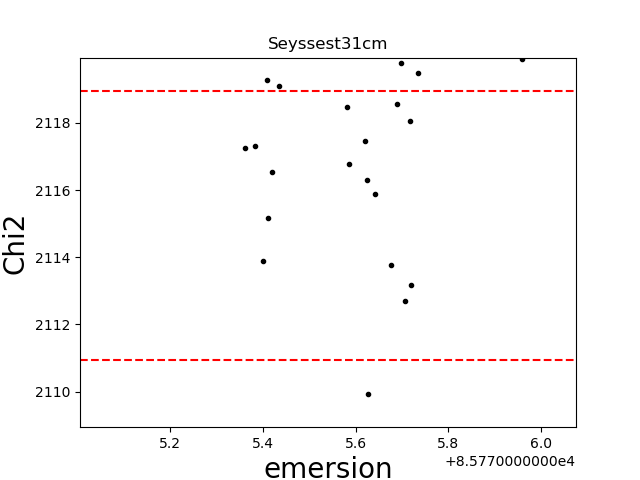 Seyssest31cm
Chi2
2118
2116
2114
2112
2110
5.2 5.4 5.6 5.8 6.0
+8.5770000000e4
emersion